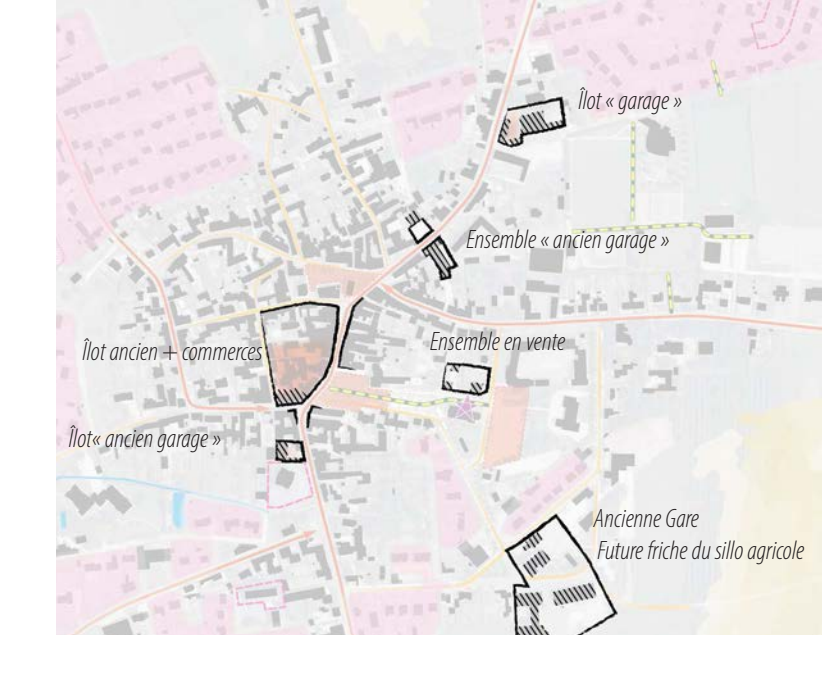 Îlot « garage »
Ensemble « ancien garage »
Ensemble en vente
Îlot ancien + commerces
Îlot« ancien garage »
Ancienne Gare
Future friche du sillo agricole